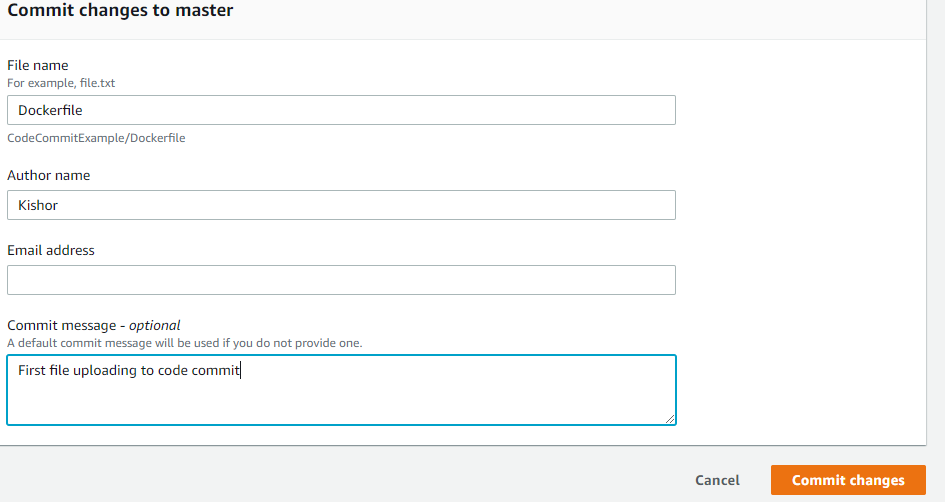 Commit changes to master
File name
For example, file.txt
Dockerfile
CodeCommitExample/Dockerfile
Author name
Kishor
Email address
Commit message - optional
A default commit message will be used if you do not provide one.
First file uploading to code commit
Cancel
Commit changes